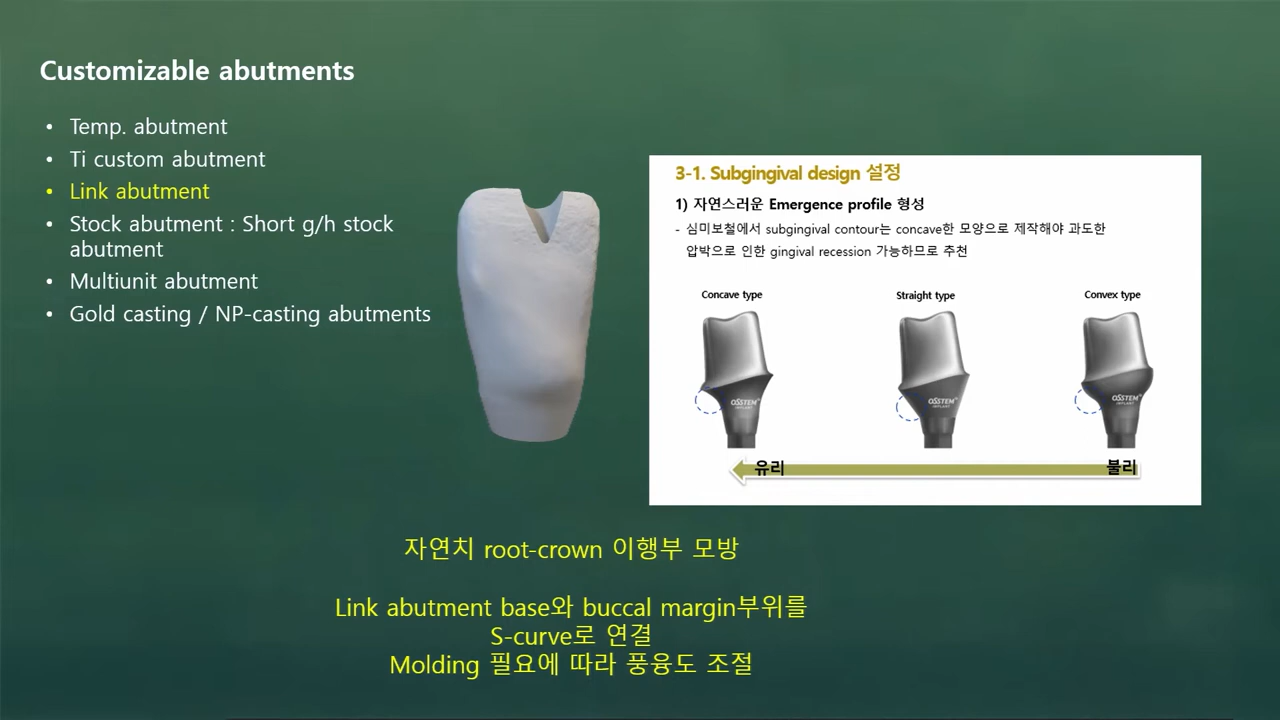 Customizable abutments
• Temp. abutment
• Ti custom abutment
• Link abutment
• Stock abutment : Short g/h stock
abutment
• Multiunit abutment
• Gold casting / NP-casting abutments
3-1. Subgingival design 설정
1) 자연스러운 Emergence profile 형성
- 심미보철에서 subgingival contour는 concave한 모양으로 제작해야 과도한
압박으로 인한 gingival recession 가능하므로 추천
Concave type
Straight type
Convex type
OSSTEM
IMPLANT
OSSTEM
IMPLANT
OSSTEM
IMPLANT
유리
불리
자연치 root-crown 이행부 모방
Link abutment base와 buccal margin부위를
S-curve로 연결
Molding 필요에 따라 풍융도 조절